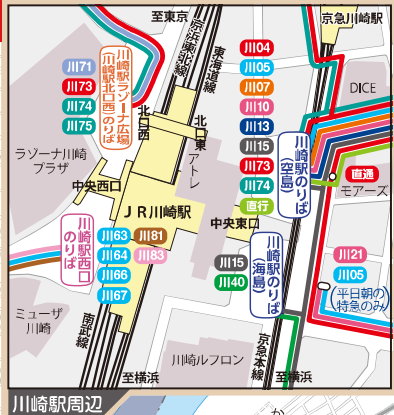 至東京
京浜東北線
東海道線
京急川崎駅
川71
川73
川74
川75
川崎駅ラゾーナ広場
(川崎駅北口西)のりば
北口西
北口東
アトレ
川04
川05
川07
川10
川13
川15
川73
川74
直行
川崎駅のりば
(空島)
DICE
直通
モアーズ
ラゾーナ川崎
プラザ
中央西口
JR川崎駅
中央東口
川崎駅西口
のりば
川63
川81
川64
川83
川66
川67
川15
川40
川崎駅のりば
(海島)
川21
川05
(平日朝の
特急のみ)
ミューザ
川崎
南武線
川崎ルフロン
京急本線
至横浜
至横浜
川崎駅周辺
か